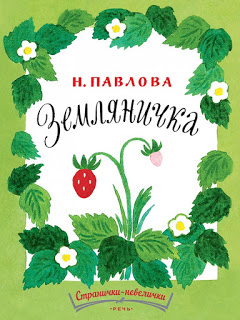 Н. ПАВЛОВА
Земляничка
Странички-невелички
•РЕЧЬ•